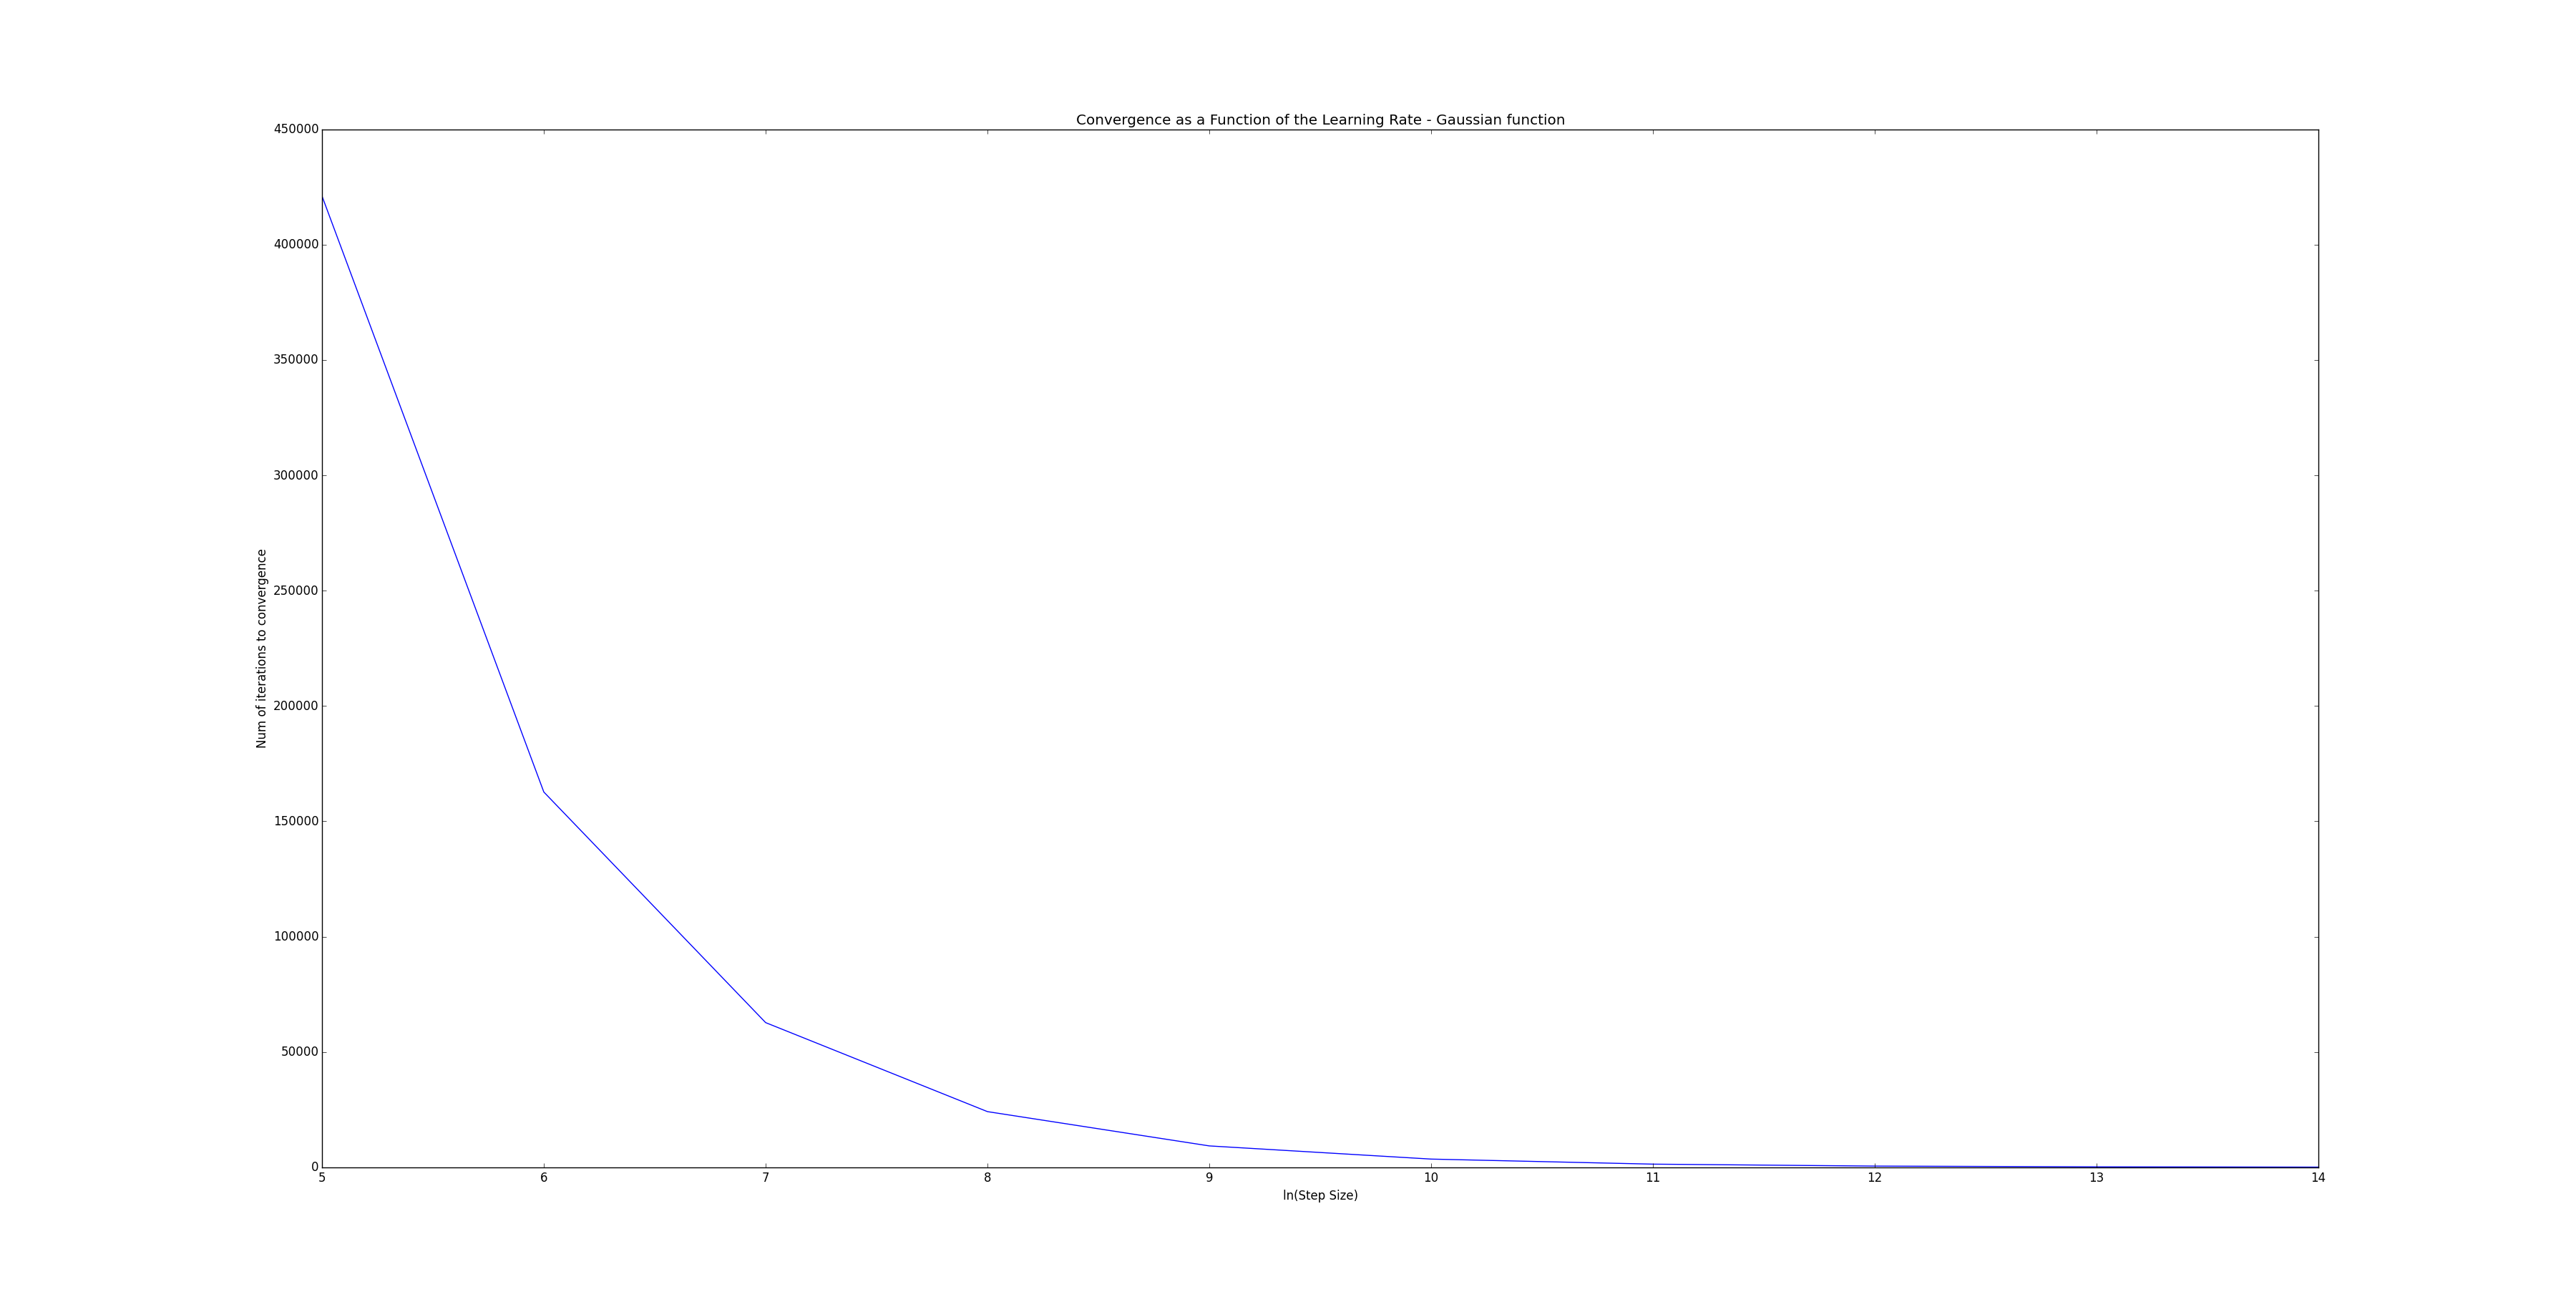 Convergence as a Function of the Learning Rate - Gaussian function
450000
400000
350000
300000
250000
200000
150000
100000
50000
0
Num of iterations to convergence
5 6 7 8 9 10 11 12 13 14
ln(Step Size)